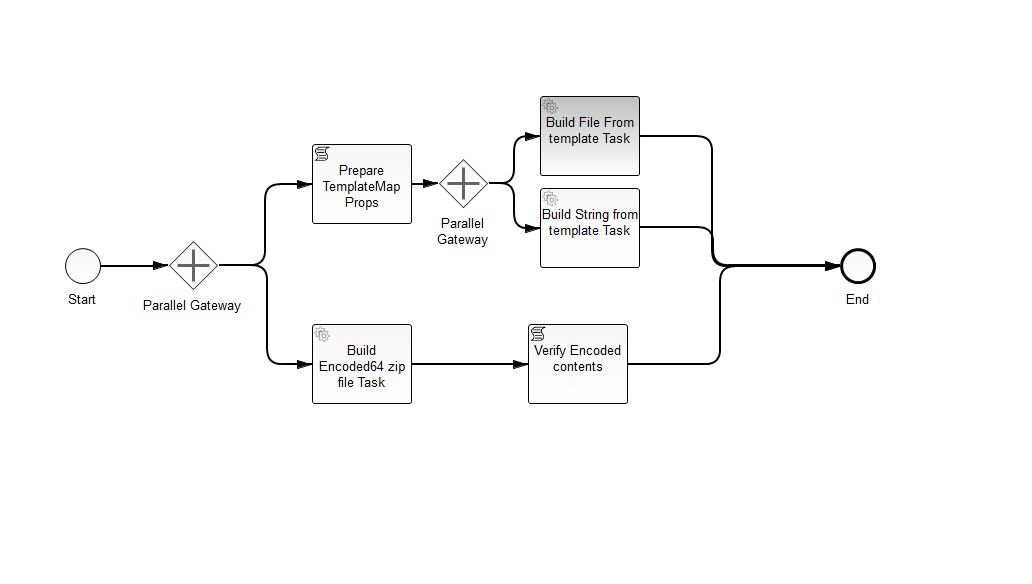 Start
Parallel Gateway
Prepare
TemplateMap
Props
Parallel
Gateway
Build File From
template Task
Build String from
template Task
Build
Encoded64 zip
file Task
Verify Encoded
contents
End